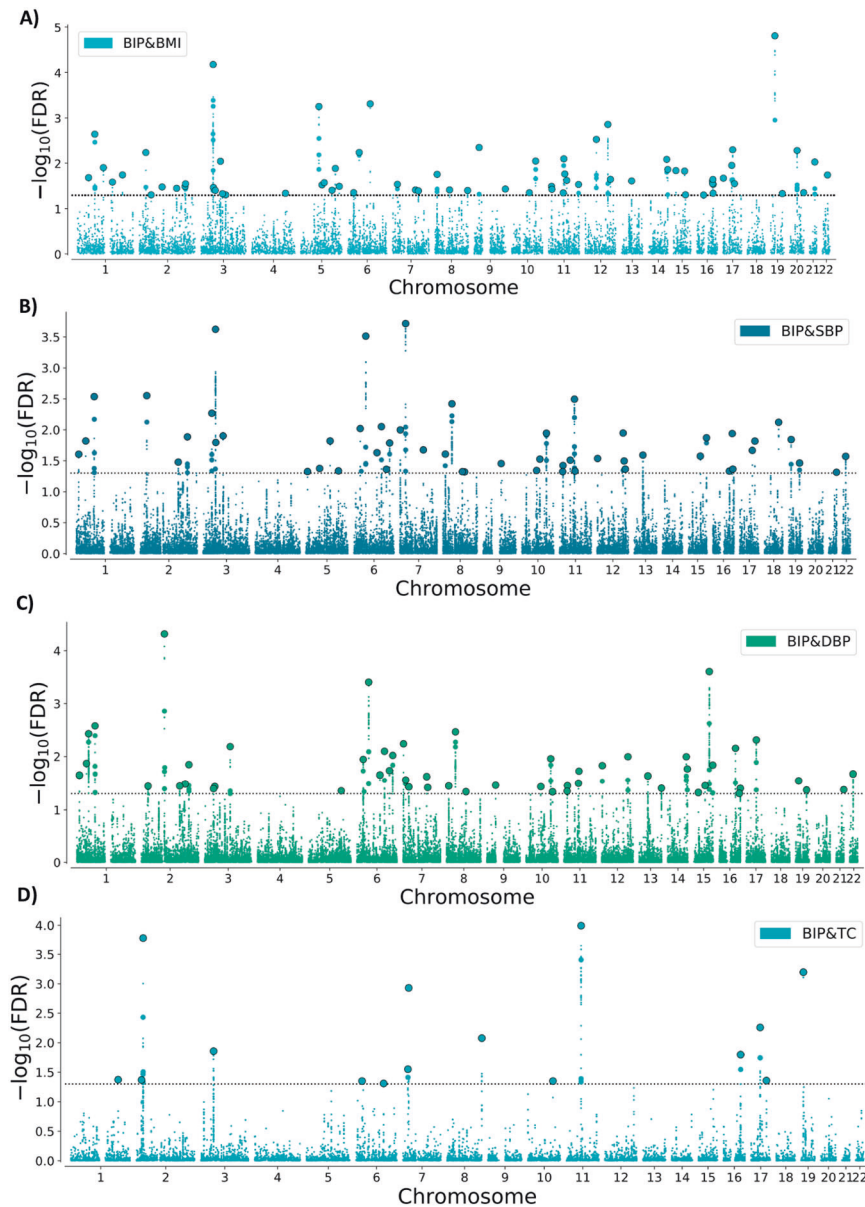 A)
BIP&BMI
−log₁₀(FDR)
5
4
3
2
1
0
1 2 3 4 5 6 7 8 9 10 11 12 13 14 15 16 17 18 19 20 21 22
Chromosome
B)
BIP&SBP
−log₁₀(FDR)
3.5
3.0
2.5
2.0
1.5
1.0
0.5
0.0
1 2 3 4 5 6 7 8 9 10 11 12 13 14 15 16 17 18 19 20 2122
Chromosome
C)
BIP&DBP
−log₁₀(FDR)
4
3
2
1
0
1 2 3 4 5 6 7 8 9 10 11 12 13 14 15 16 17 18 19 20 2122
Chromosome
D)
BIP&TC
−log₁₀(FDR)
4.0
3.5
3.0
2.5
2.0
1.5
1.0
0.5
0.0
1 2 3 4 5 6 7 8 9 10 11 12 13 14 15 16 17 18 19 20 21 22
Chromosome